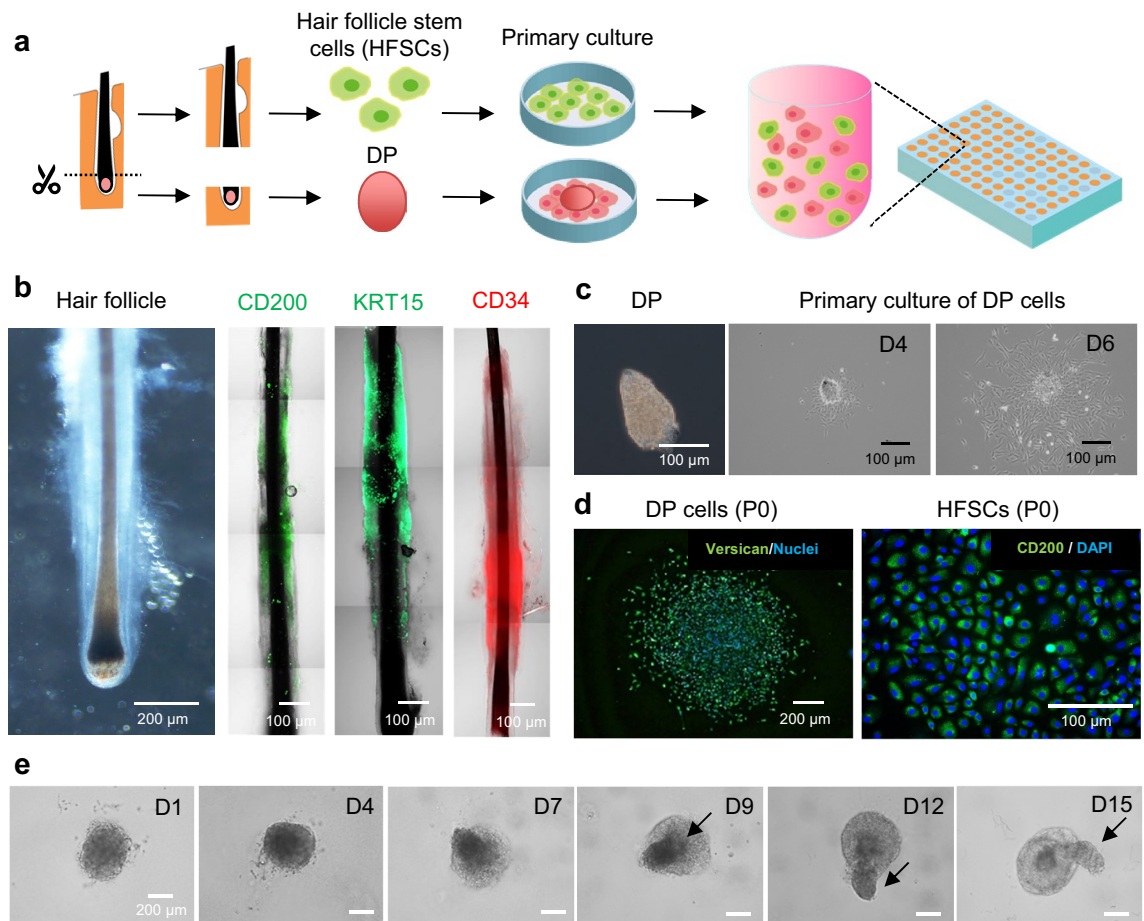 a
Hair follicle stem
cells (HFSCs)
Primary culture
DP
b
Hair follicle
CD200
KRT15
CD34
200 µm
100 µm
100 µm
100 µm
c
DP
Primary culture of DP cells
D4
D6
100 µm
100 µm
100 µm
d
DP cells (P0)
HFSCs (P0)
Versican/Nuclei
CD200 / DAPI
200 µm
100 µm
e
D1
D4
D7
D9
D12
D15
200 µm